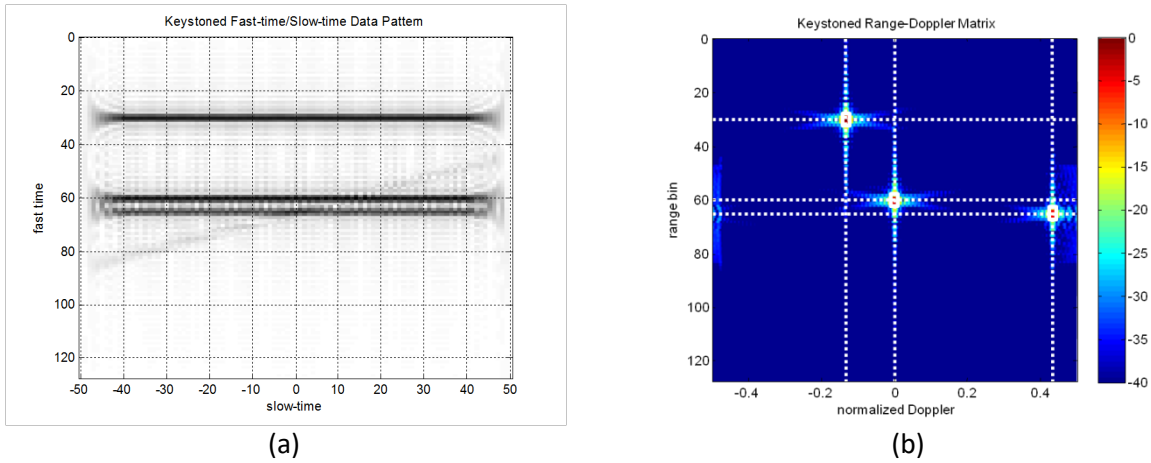 Keystoned Fast-time/Slow-time Data Pattern
0
20
40
60
80
100
120
fast time
-50 -40 -30 -20 -10 0 10 20 30 40 50
slow-time
(a)
Keystoned Range-Doppler Matrix
0
20
40
60
80
100
120
range bin
-0.4 -0.2 0 0.2 0.4
normalized Doppler
0
-5
-10
-15
-20
-25
-30
-35
-40
(b)